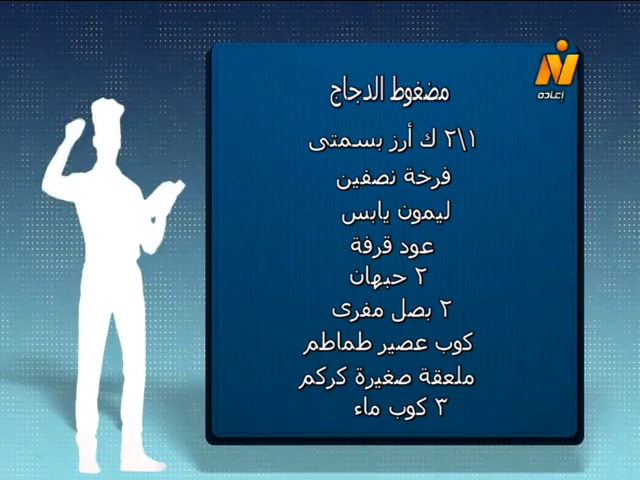 إعاده
مضغوط الدجاج
١\٢ ك أرز بسمتى
فرخة نصفين
ليمون يابس
عود قرفة
٢ حبهان
٢ بصل مفرى
كوب عصير طماطم
ملعقة صغيرة كركم
٣ كوب ماء